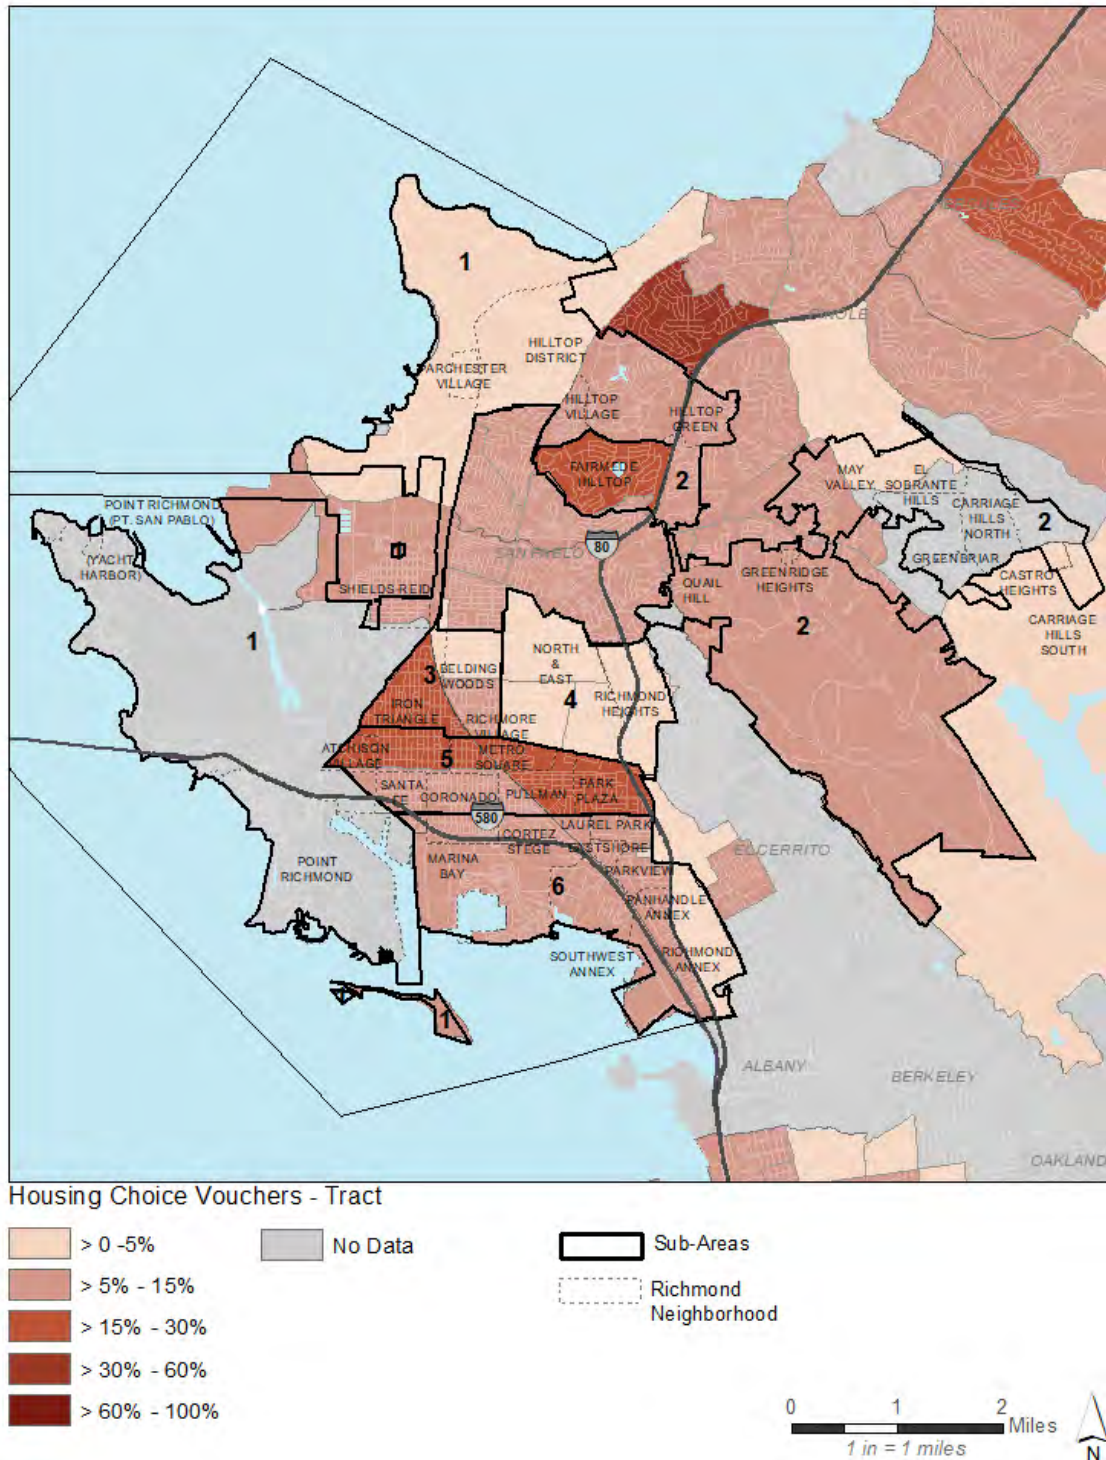 1
PINOLE
HILLTOP
DISTRICT
PARCHESTER
VILLAGE
HILLTOP
VILLAGE
HILLTOP
GREEN
FAIRMEDE
HILLTOP
2
MAY
VALLEY
EL
SOBRANTE
HILLS
CARRIAGE
HILLS
NORTH
2
POINT RICHMOND
(PT. SAN PABLO)
(YACHT
HARBOR)
SAN PABLO
80
GREENBRIAR
GREENRIDGE
HEIGHTS
QUAIL
HILL
CASTRO
HEIGHTS
SHIELDS-REID
1
2
CARRIAGE
HILLS
SOUTH
NORTH
&
EAST
3
BELDING
WOODS
4
RICHMOND
HEIGHTS
IRON
TRIANGLE
RICHMORE
VILLAGE
ATCHISON
VILLAGE
5
METRO
SQUARE
SANTA
FE
CORONADO
PULLMAN
PARK
PLAZA
580
LAUREL PARK
CORTEZ
STEGE
EASTSHORE
EL CERRITO
POINT
RICHMOND
MARINA
BAY
PARKVIEW
6
PANHANDLE
ANNEX
SOUTHWEST
ANNEX
RICHMOND
ANNEX
1
ALBANY
BERKELEY
OAKLAND
Housing Choice Vouchers - Tract
> 0 -5%
> 5% - 15%
> 15% - 30%
> 30% - 60%
> 60% - 100%
No Data
Sub-Areas
Richmond
Neighborhood
0 1 2
Miles
1 in = 1 miles
N